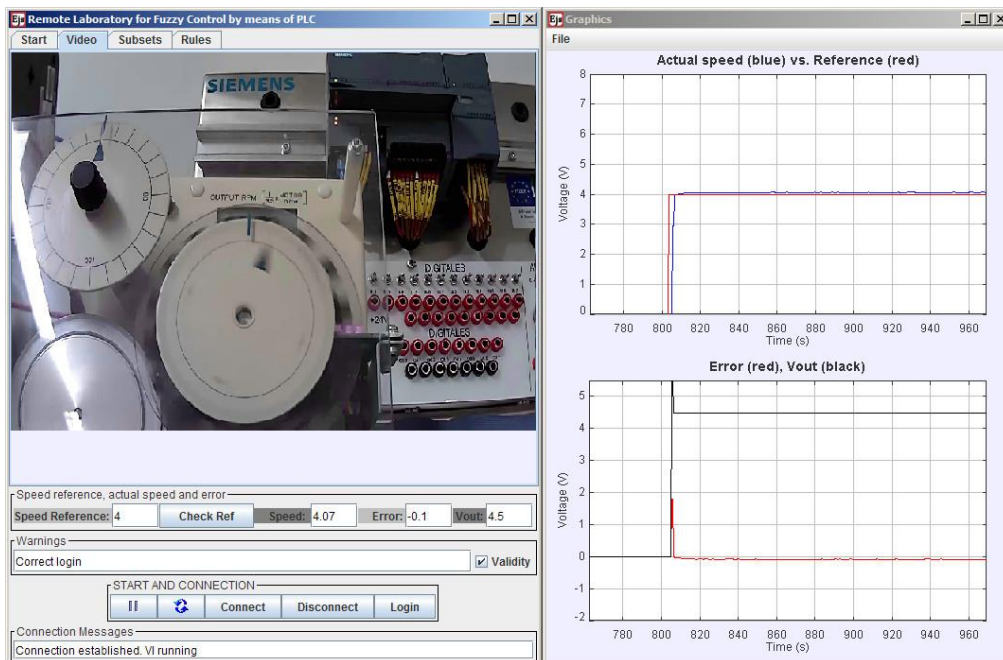 Ejs Remote Laboratory for Fuzzy Control by means of PLC
Start Video Subsets Rules
SIEMENS
OUTPUT RPM
DIGITALES
+24V
DIGITALES
Speed reference, actual speed and error
Speed Reference: 4 Check Ref Speed: 4.07 Error: -0.1 Vout: 4.5
Warnings
Correct login Validity
START AND CONNECTION
Connect Disconnect Login
Connection Messages
Connection established. VI running
Ejs Graphics
File
Actual speed (blue) vs. Reference (red)
Voltage (V)
8
7
6
5
4
3
2
1
0
780 800 820 840 860 880 900 920 940 960
Time (s)
Error (red), Vout (black)
Voltage (V)
5
4
3
2
1
0
-1
-2
780 800 820 840 860 880 900 920 940 960
Time (s)